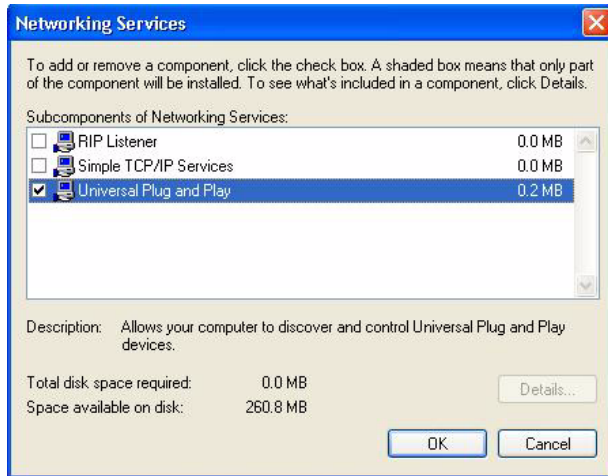 Networking Services
To add or remove a component, click the check box. A shaded box means that only part
of the component will be installed. To see what's included in a component, click Details.
Subcomponents of Networking Services:
RIP Listener 0.0 MB
Simple TCP/IP Services 0.0 MB
Universal Plug and Play 0.2 MB
Description: Allows your computer to discover and control Universal Plug and Play
devices.
Total disk space required: 0.0 MB
Details...
Space available on disk: 260.8 MB
OK Cancel